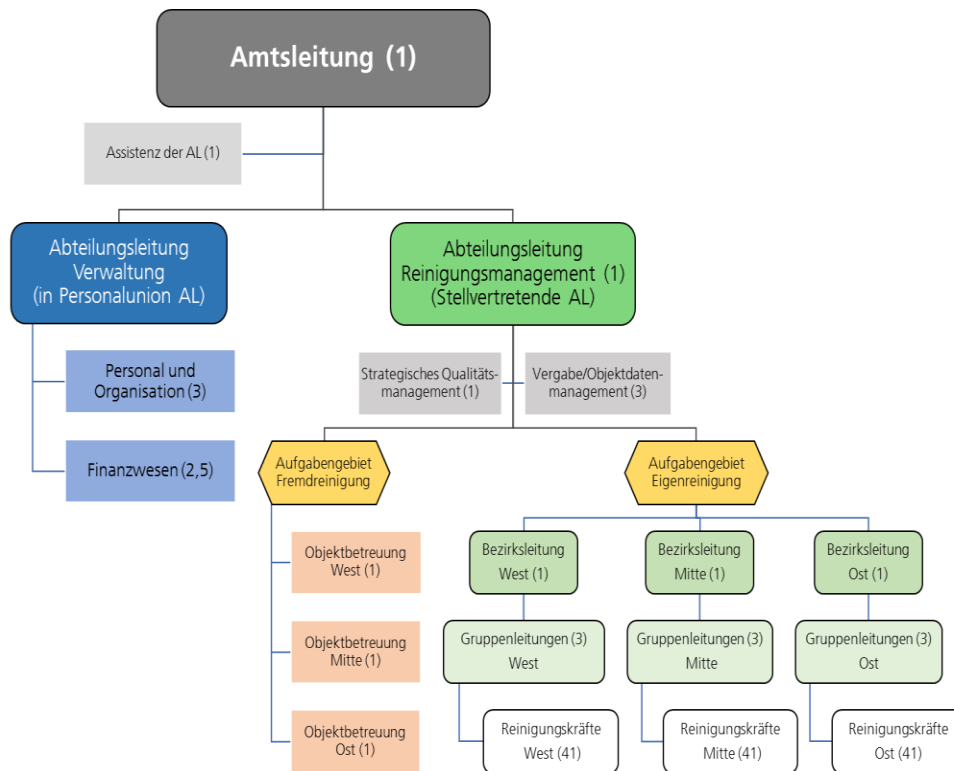 Amtsleitung (1)
Assistenz der AL (1)
Abteilungsleitung
Verwaltung
(in Personalunion AL)
Abteilungsleitung
Reinigungsmanagement (1)
(Stellvertretende AL)
Personal und
Organisation (3)
Finanzwesen (2,5)
Strategisches Qualitäts-
management (1)
Vergabe/Objektdaten-
management (3)
Aufgabengebiet
Fremdreinigung
Aufgabengebiet
Eigenreinigung
Objektbetreuung
West (1)
Objektbetreuung
Mitte (1)
Objektbetreuung
Ost (1)
Bezirksleitung
West (1)
Bezirksleitung
Mitte (1)
Bezirksleitung
Ost (1)
Gruppenleitungen (3)
West
Gruppenleitungen (3)
Mitte
Gruppenleitungen (3)
Ost
Reinigungskräfte
West (41)
Reinigungskräfte
Mitte (41)
Reinigungskräfte
Ost (41)